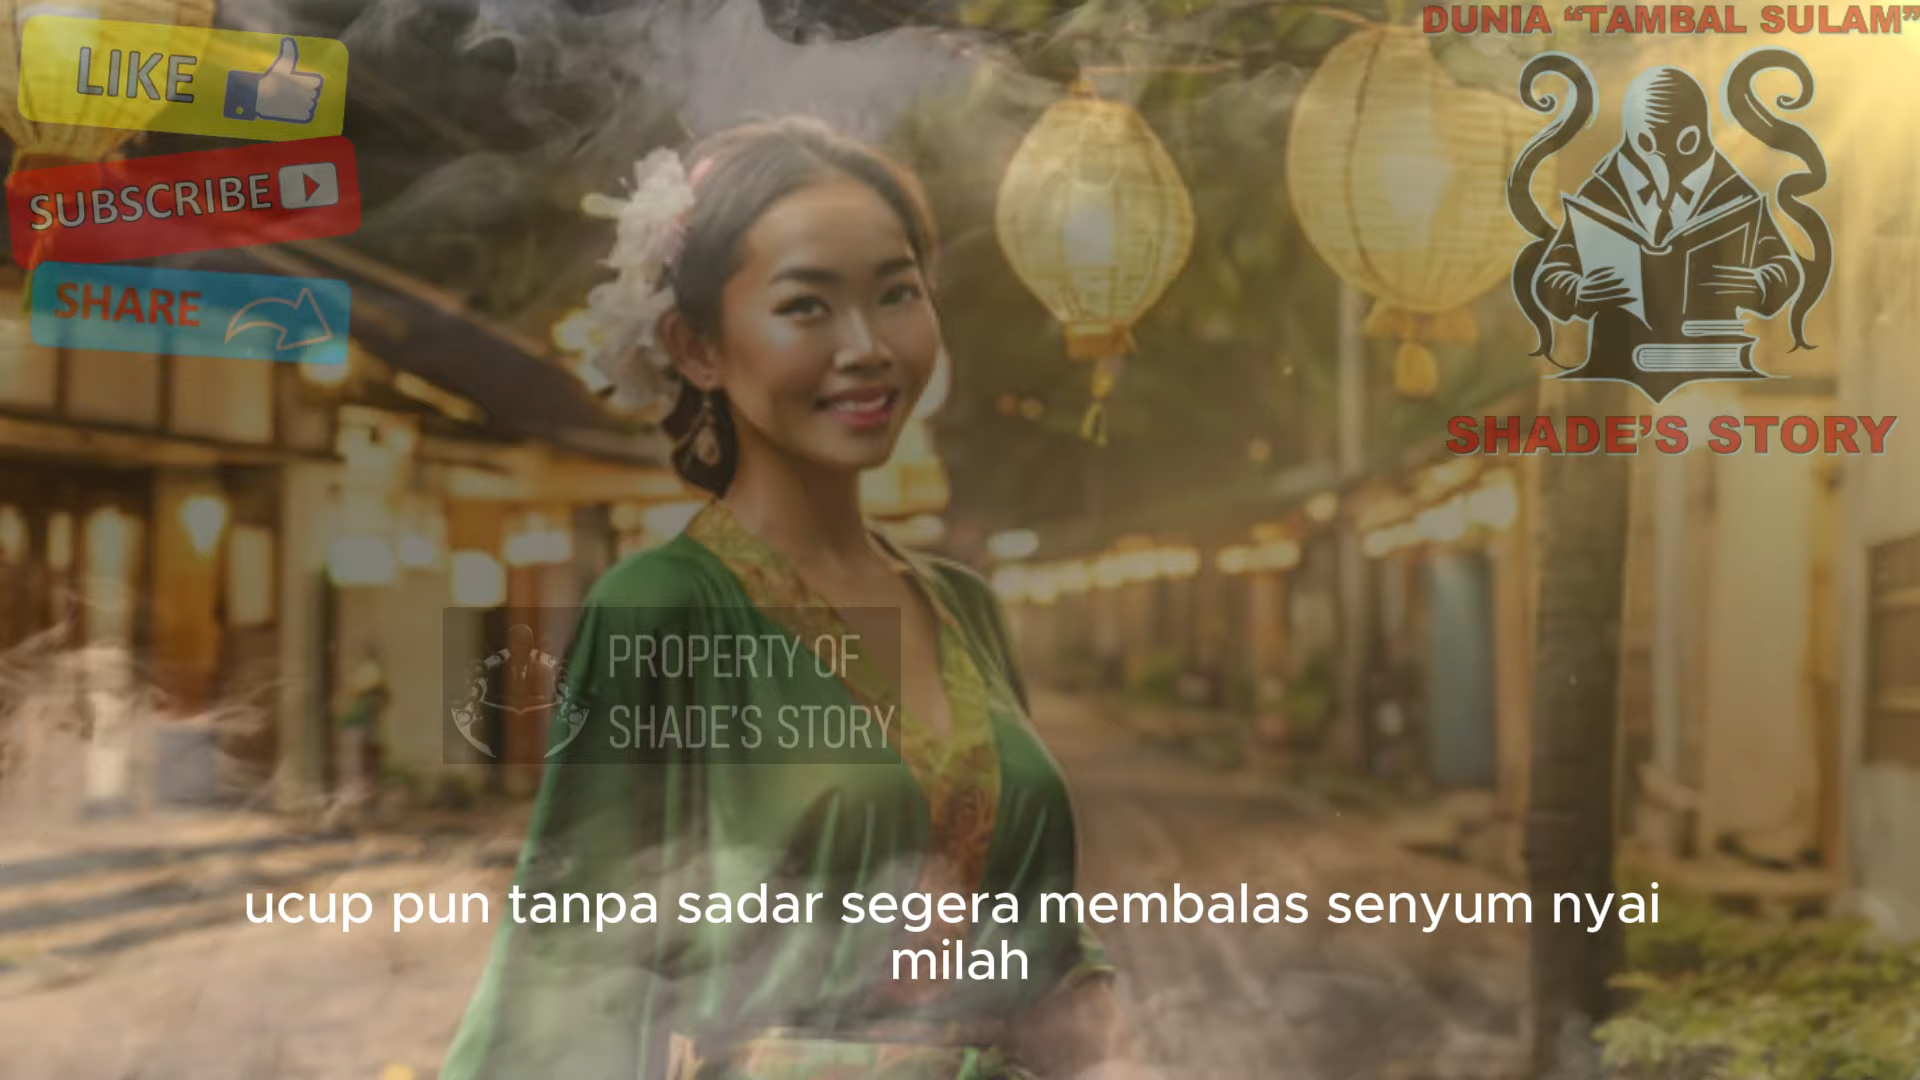 DUNIA “TAMBAL SULAM”
LIKE
SUBSCRIBE
SHARE
SHADE’S STORY
PROPERTY OF
SHADE’S STORY
ucup pun tanpa sadar segera membalas senyum nyai
milah